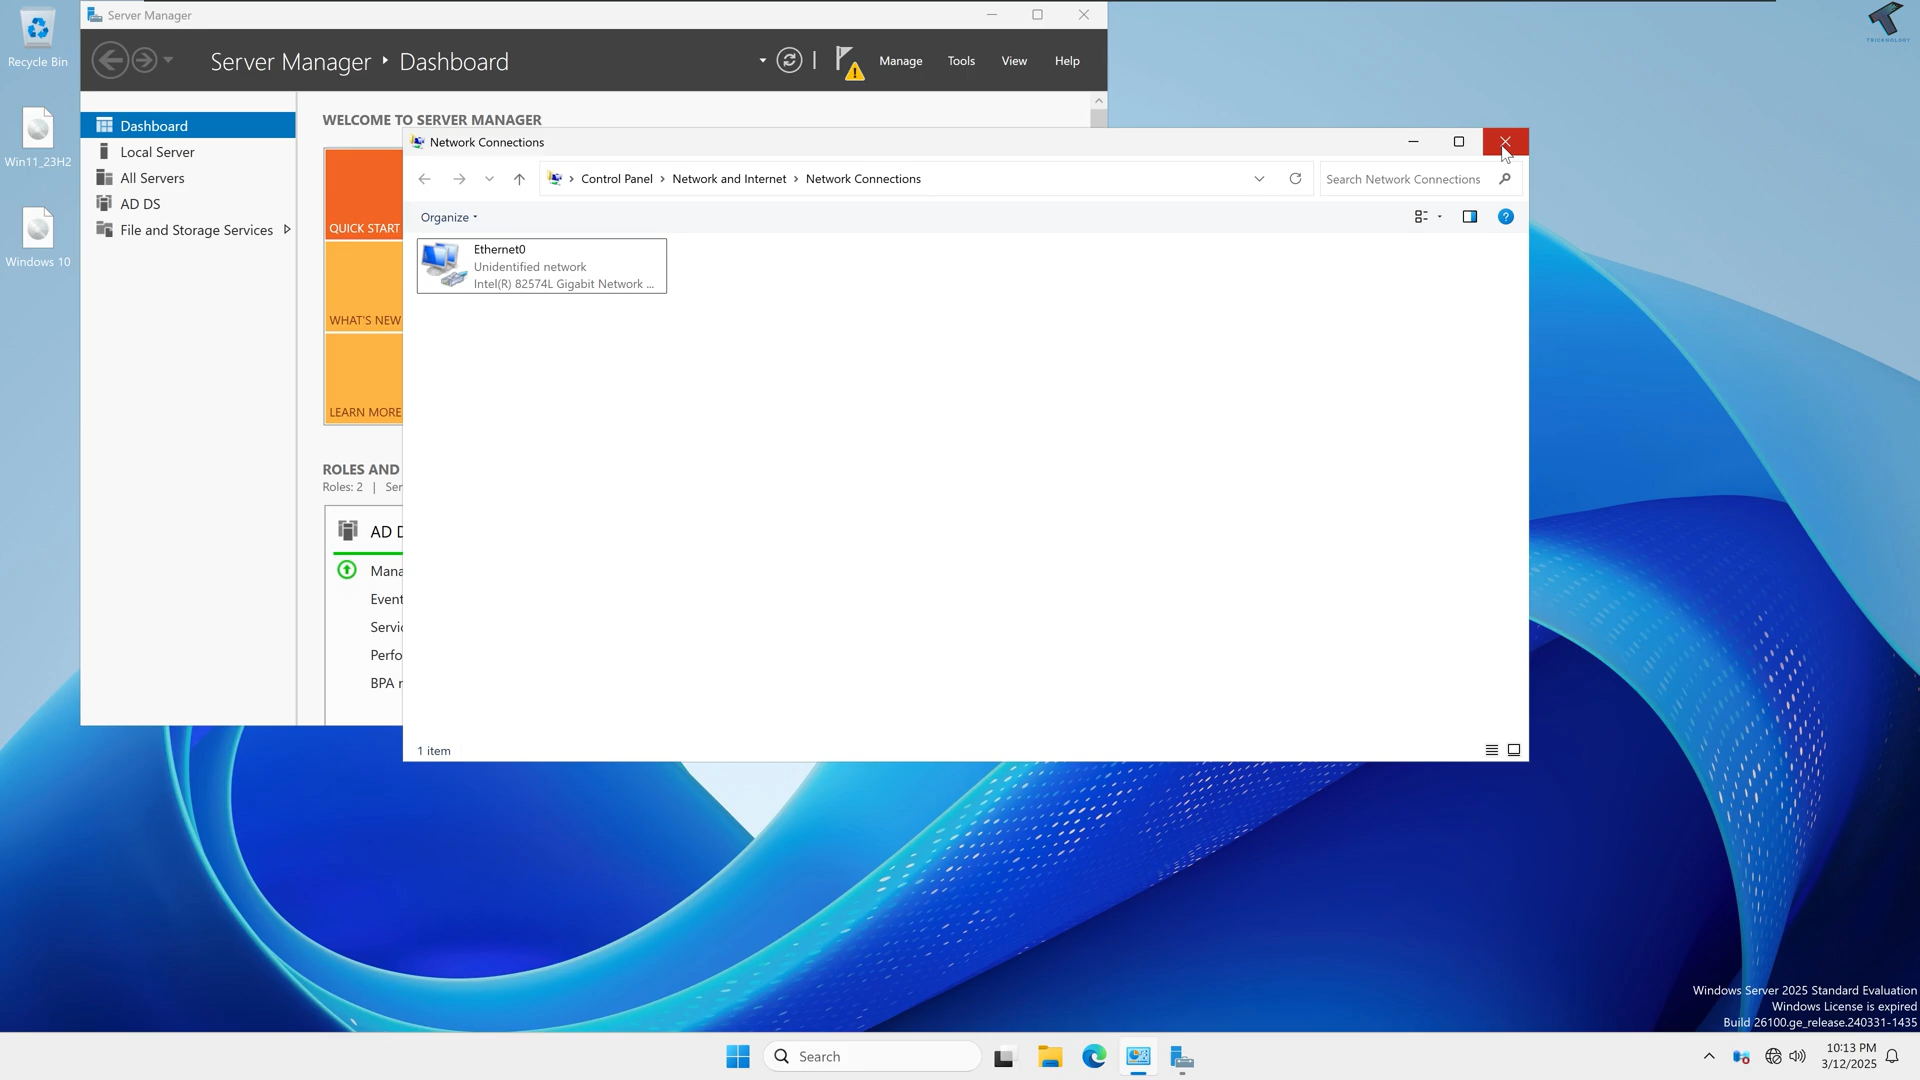 Recycle Bin
Win11_23H2
Windows 10
Server Manager
Server Manager Dashboard
Manage Tools View Help
Dashboard
Local Server
All Servers
AD DS
File and Storage Services
WELCOME TO SERVER MANAGER
QUICK START
WHAT'S NEW
LEARN MORE
ROLES AND
Roles: 2 | Ser
AD D
Mana
Event
Servic
Perfo
BPA r
Network Connections
Control Panel Network and Internet Network Connections
Search Network Connections
Organize
Ethernet0
Unidentified network
Intel(R) 82574L Gigabit Network ...
1 item
TRICKNOLOGY
Windows Server 2025 Standard Evaluation
Windows License is expired
Build 26100.ge_release.240331-1435
Search
10:13 PM
3/12/2025